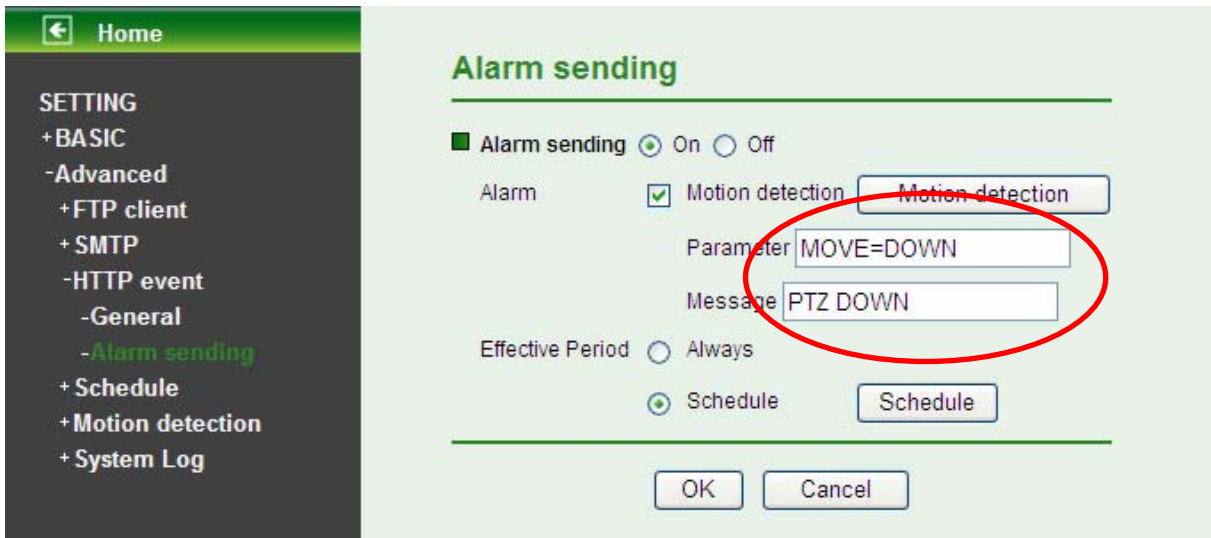 Home
SETTING
+BASIC
-Advanced
+FTP client
+SMTP
-HTTP event
-General
-Alarm sending
+Schedule
+Motion detection
+System Log
Alarm sending
Alarm sending On Off
Alarm Motion detection Motion detection
Parameter MOVE=DOWN
Message PTZ DOWN
Effective Period Always
Schedule Schedule
OK Cancel